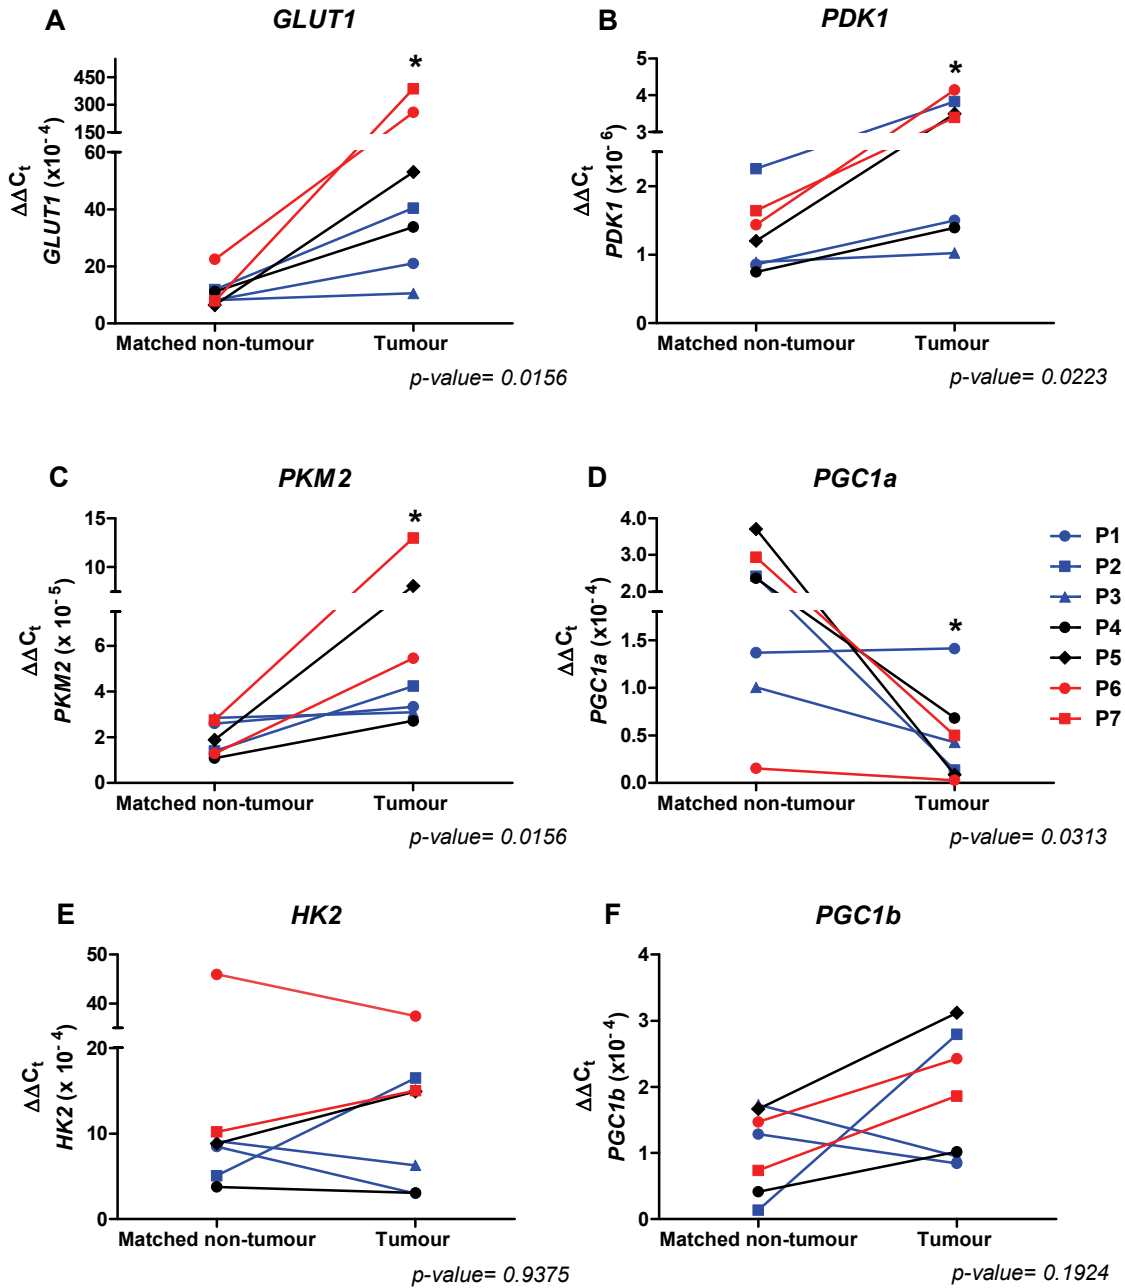 A GLUT1
ΔΔCt
GLUT1 (x10⁻⁴)
450
300
150
60
40
20
0
*
Matched non-tumour Tumour
p-value= 0.0156
B PDK1
ΔΔCt
PDK1 (x10⁻⁶)
5
4
3
2
1
0
*
Matched non-tumour Tumour
p-value= 0.0223
C PKM2
ΔΔCt
PKM2 (x 10⁻⁵)
15
10
6
4
2
0
*
Matched non-tumour Tumour
p-value= 0.0156
D PGC1a
ΔΔCt
PGC1a (x10⁻⁴)
4.0
3.0
2.0
1.5
1.0
0.5
0.0
*
Matched non-tumour Tumour
p-value= 0.0313
P1
P2
P3
P4
P5
P6
P7
E HK2
ΔΔCt
HK2 (x 10⁻⁴)
50
40
20
10
0
Matched non-tumour Tumour
p-value= 0.9375
F PGC1b
ΔΔCt
PGC1b (x10⁻⁴)
4
3
2
1
0
Matched non-tumour Tumour
p-value= 0.1924